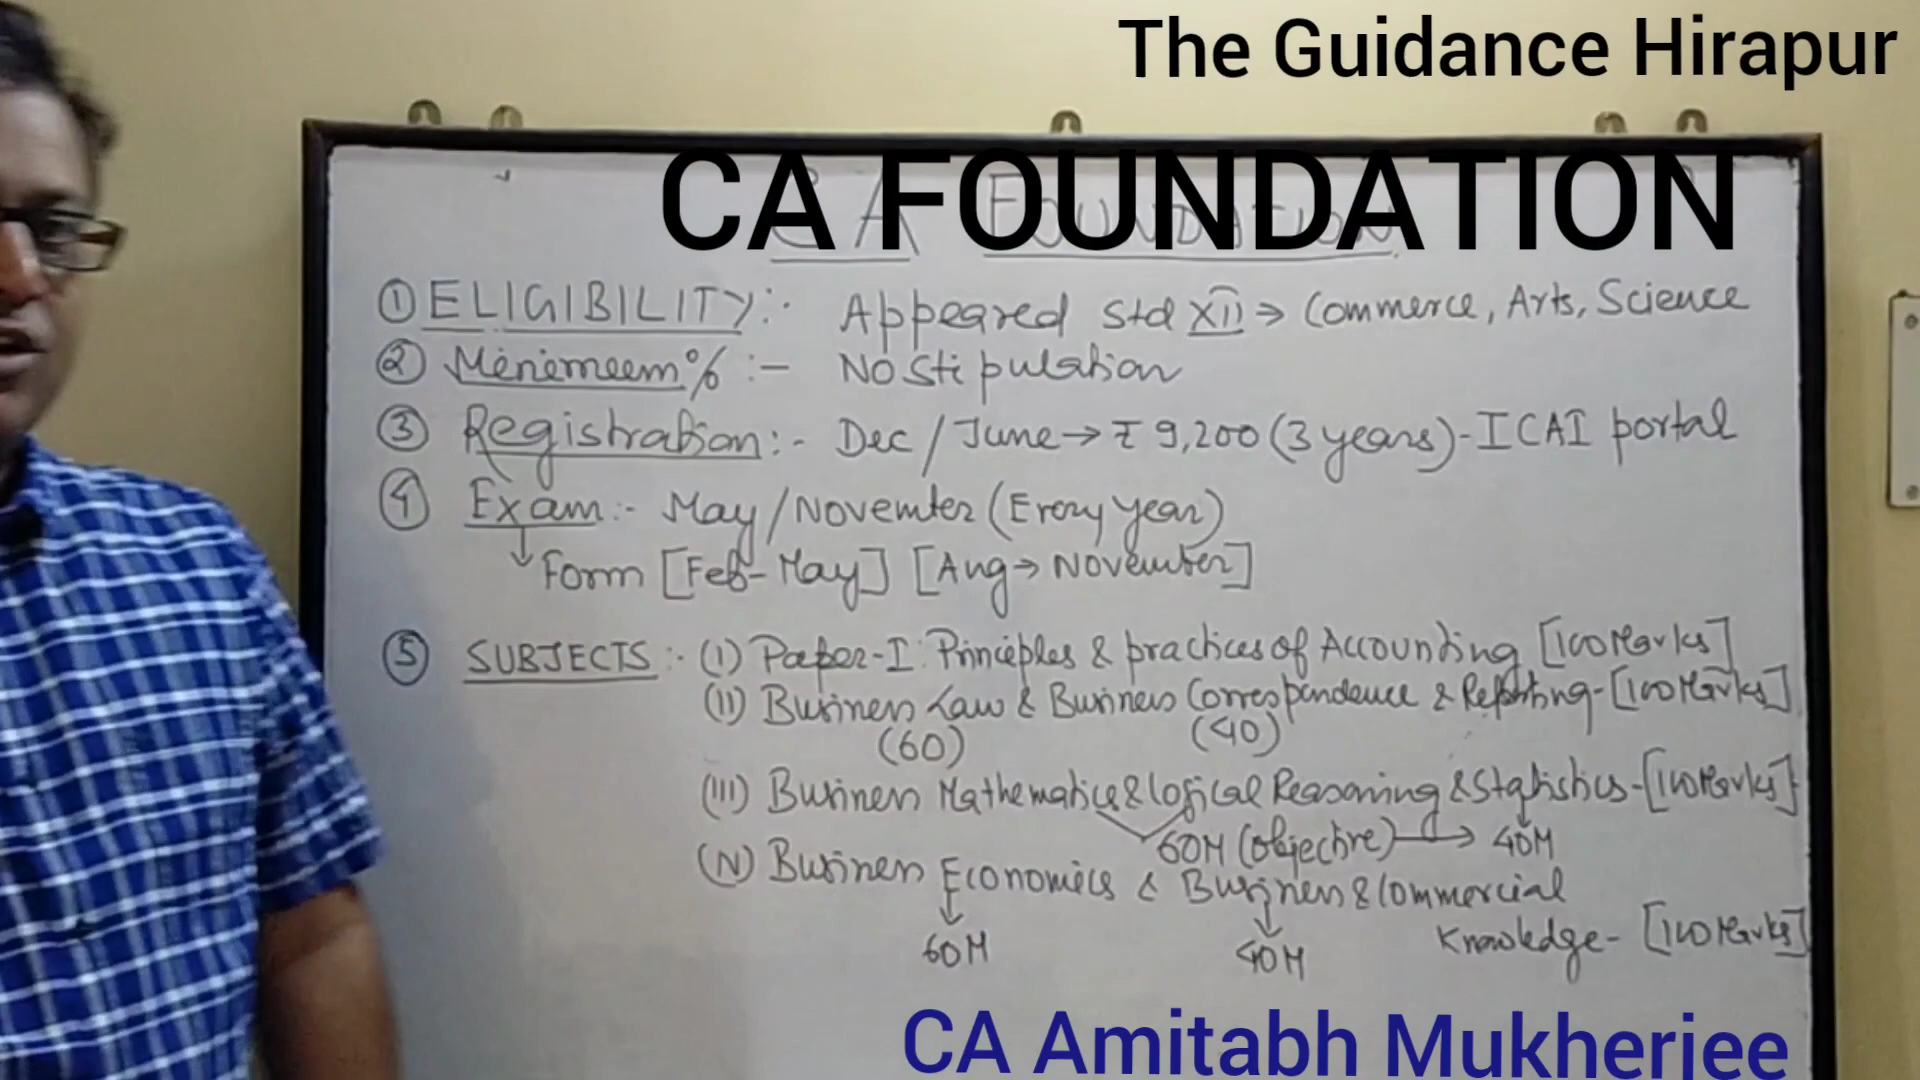 The Guidance Hirapur
CA FOUNDATION
CA FOUNDATION
① ELIGIBILITY:- Appeared Std XII → Commerce, Arts, Science
② Minimum % :- No Stipulation
③ Registration:- Dec / June → ₹ 9,200 (3 years) - ICAI portal
④ Exam:- May / November (Every year)
↓ Form [Feb - May] [Aug → November]
⑤ SUBJECTS:- (I) Paper-I: Principles & practices of Accounting [100 Marks]
(II) Business Law & Business Correspondence & Reporting - [100 Marks]
(60) (40)
(III) Business Mathematics & logical Reasoning & Statistics - [100 Marks]
60M (objective) → 40M
(IV) Business Economics & Business & Commercial
60M 40M Knowledge - [100 Marks]
CA Amitabh Mukherjee